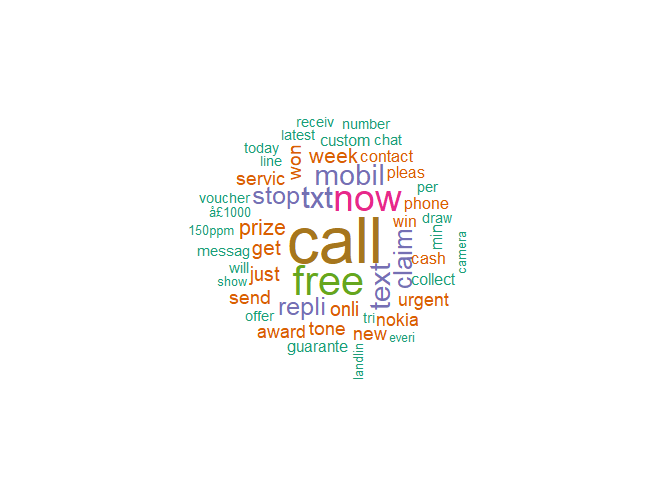 receiv number
latest custom chat
today line won week contact
servic mobil pleas
voucher stop txt now per phone
å£1000 win draw
150ppm prize call claim min camera
messag get cash
will just free text collect
show send urgent
offer repli onli tri nokia
award tone new everi
guarante landlin